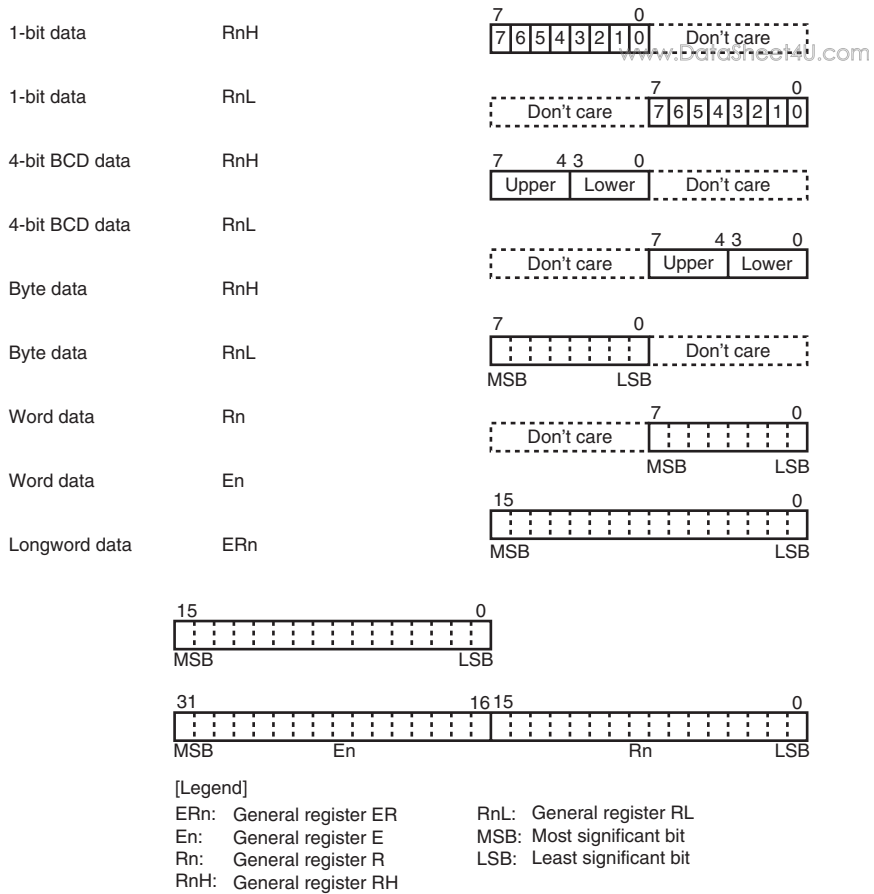 7 0
1-bit data RnH 7 6 5 4 3 2 1 0 Don't care
www.DataSheet4U.com
7 0
1-bit data RnL Don't care 7 6 5 4 3 2 1 0
4-bit BCD data RnH 7 4 3 0
Upper Lower Don't care
4-bit BCD data RnL
7 4 3 0
Don't care Upper Lower
Byte data RnH
7 0
Byte data RnL Don't care
MSB LSB
Word data Rn 7 0
Don't care
MSB LSB
Word data En
15 0
Longword data ERn MSB LSB
15 0
MSB LSB
31 16 15 0
MSB En Rn LSB
[Legend]
ERn: General register ER RnL: General register RL
En: General register E MSB: Most significant bit
Rn: General register R LSB: Least significant bit
RnH: General register RH